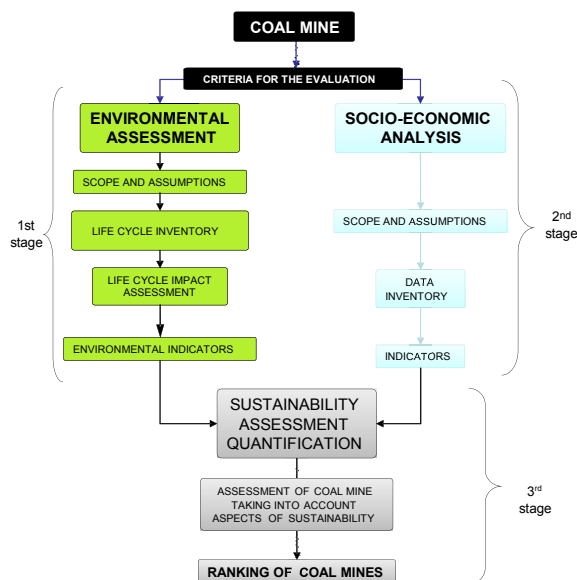 COAL MINE
CRITERIA FOR THE EVALUATION
ENVIRONMENTAL
ASSESSMENT
SCOPE AND ASSUMPTIONS
LIFE CYCLE INVENTORY
LIFE CYCLE IMPACT
ASSESSMENT
ENVIRONMENTAL INDICATORS
1st
stage
SOCIO-ECONOMIC
ANALYSIS
SCOPE AND ASSUMPTIONS
DATA
INVENTORY
INDICATORS
2nd
stage
SUSTAINABILITY
ASSESSMENT
QUANTIFICATION
ASSESSMENT OF COAL MINE
TAKING INTO ACCOUNT
ASPECTS OF SUSTAINABILITY
RANKING OF COAL MINES
3rd
stage